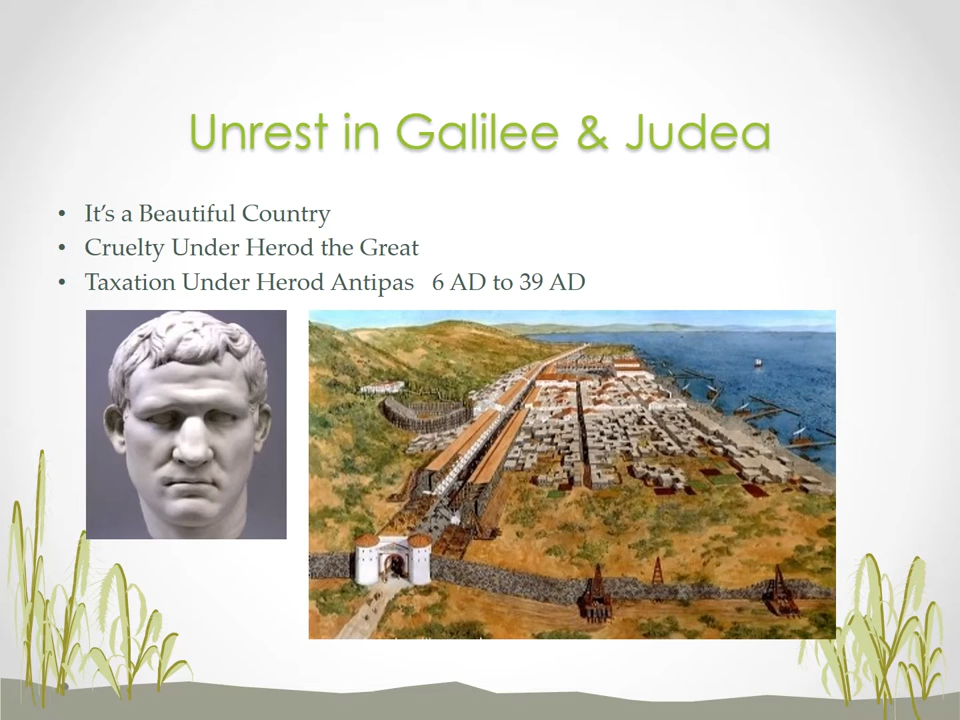 Unrest in Galilee & Judea
• It’s a Beautiful Country
• Cruelty Under Herod the Great
• Taxation Under Herod Antipas 6 AD to 39 AD